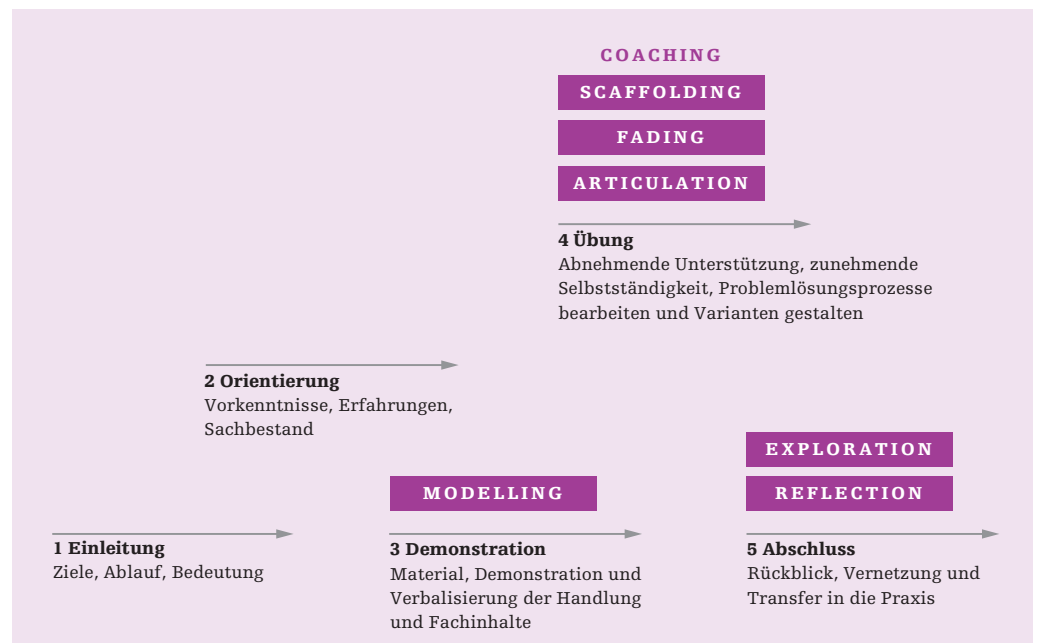 COACHING
SCAFFOLDING
FADING
ARTICULATION
4 Übung
Abnehmende Unterstützung, zunehmende
Selbstständigkeit, Problemlösungsprozesse
bearbeiten und Varianten gestalten
2 Orientierung
Vorkenntnisse, Erfahrungen,
Sachbestand
EXPLORATION
REFLECTION
MODELLING
1 Einleitung
Ziele, Ablauf, Bedeutung
3 Demonstration
Material, Demonstration und
Verbalisierung der Handlung
und Fachinhalte
5 Abschluss
Rückblick, Vernetzung und
Transfer in die Praxis